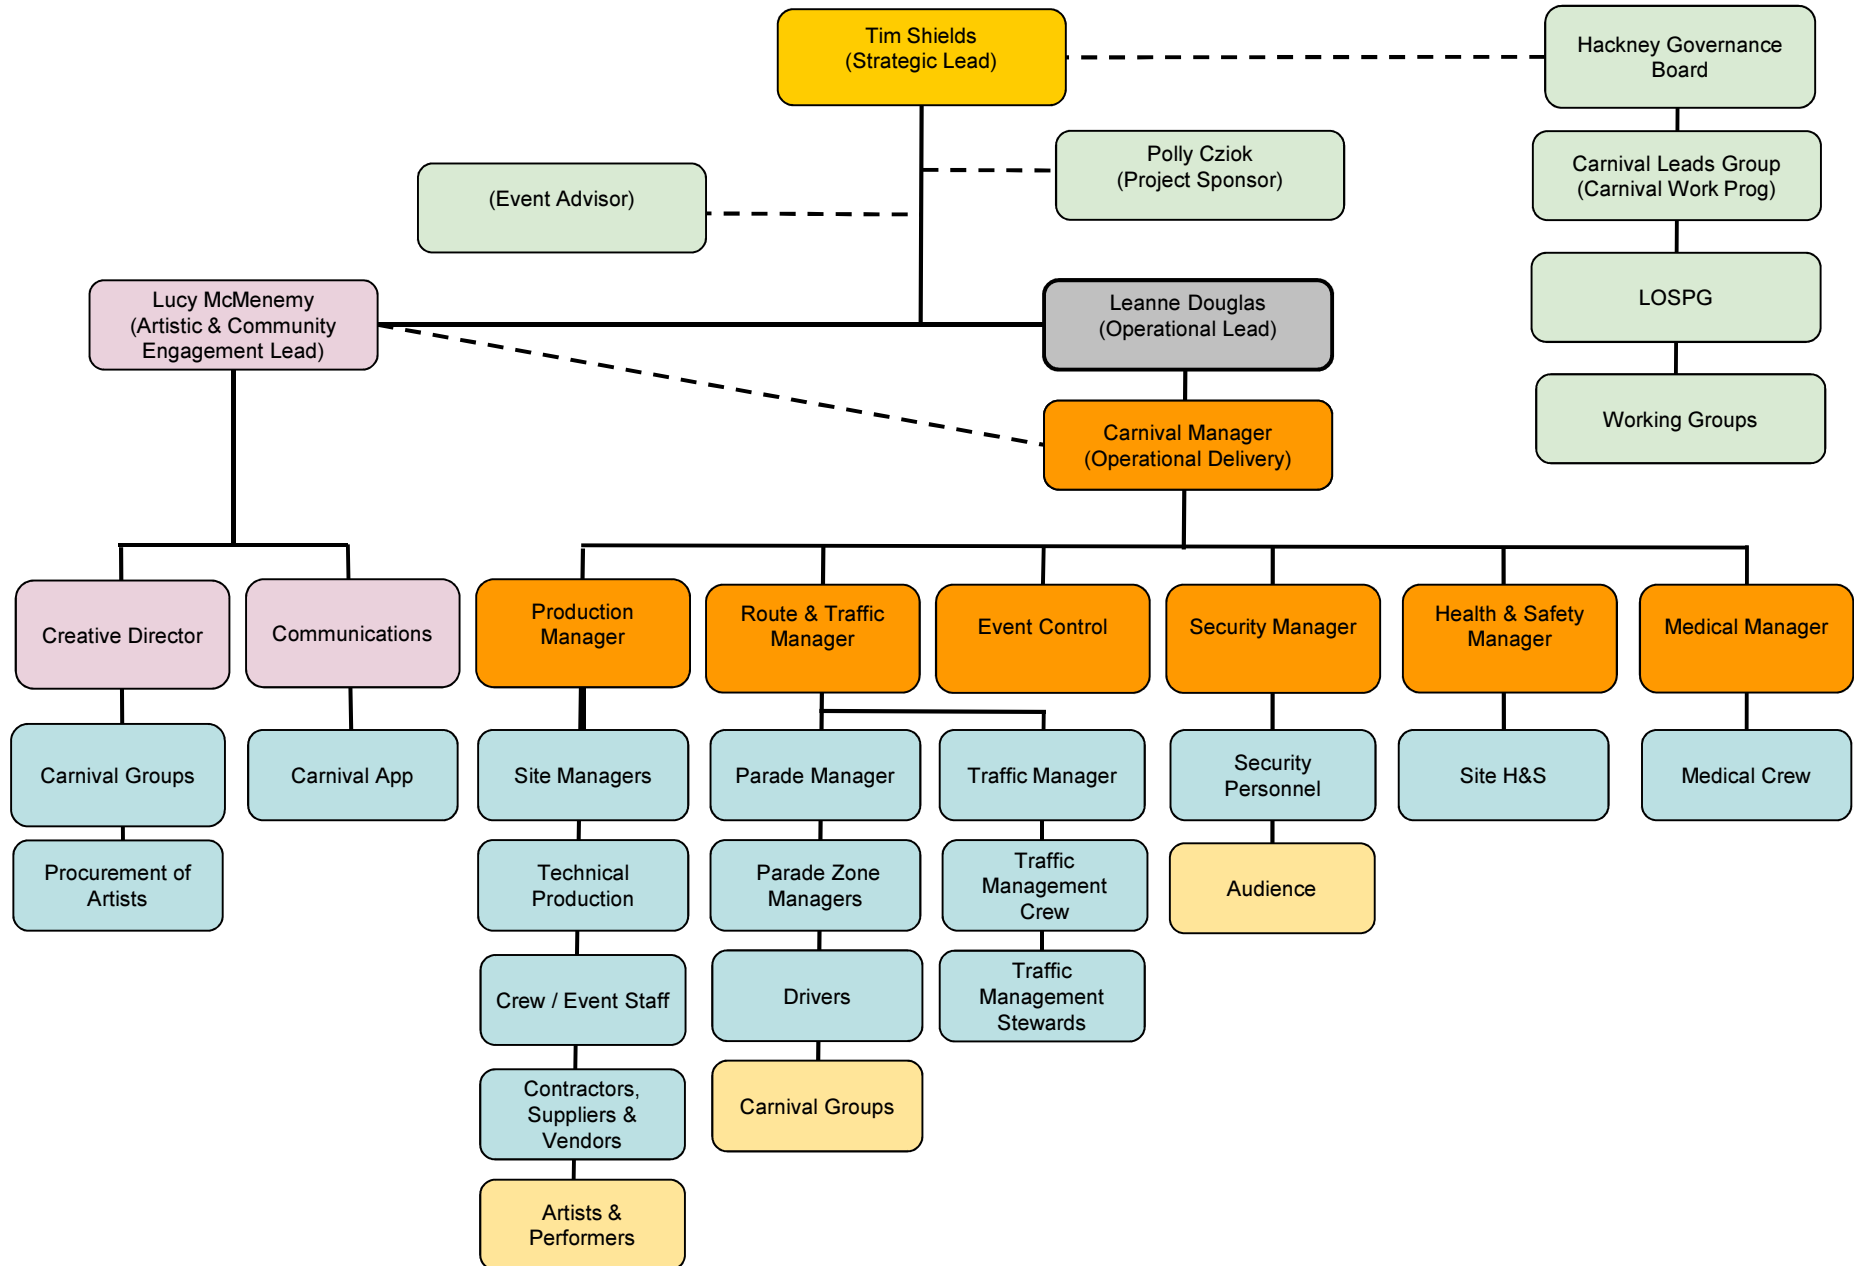 Tim Shields
(Strategic Lead)
Hackney Governance
Board
Polly Cziok
(Project Sponsor)
Carnival Leads Group
(Carnival Work Prog)
(Event Advisor)
Lucy McMenemy
(Artistic & Community
Engagement Lead)
Leanne Douglas
(Operational Lead)
LOSPG
Carnival Manager
(Operational Delivery)
Working Groups
Creative Director
Communications
Production
Manager
Route & Traffic
Manager
Event Control
Security Manager
Health & Safety
Manager
Medical Manager
Carnival Groups
Carnival App
Site Managers
Parade Manager
Traffic Manager
Security
Personnel
Site H&S
Medical Crew
Procurement of
Artists
Technical
Production
Parade Zone
Managers
Traffic
Management
Crew
Audience
Crew / Event Staff
Drivers
Traffic
Management
Stewards
Contractors,
Suppliers &
Vendors
Carnival Groups
Artists &
Performers